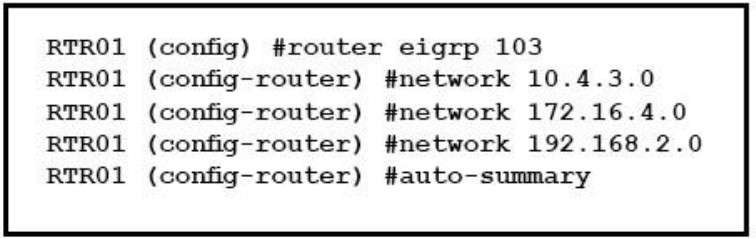 RTR01 (config) #router eigrp 103
RTR01 (config-router) #network 10.4.3.0
RTR01 (config-router) #network 172.16.4.0
RTR01 (config-router) #network 192.168.2.0
RTR01 (config-router) #auto-summary